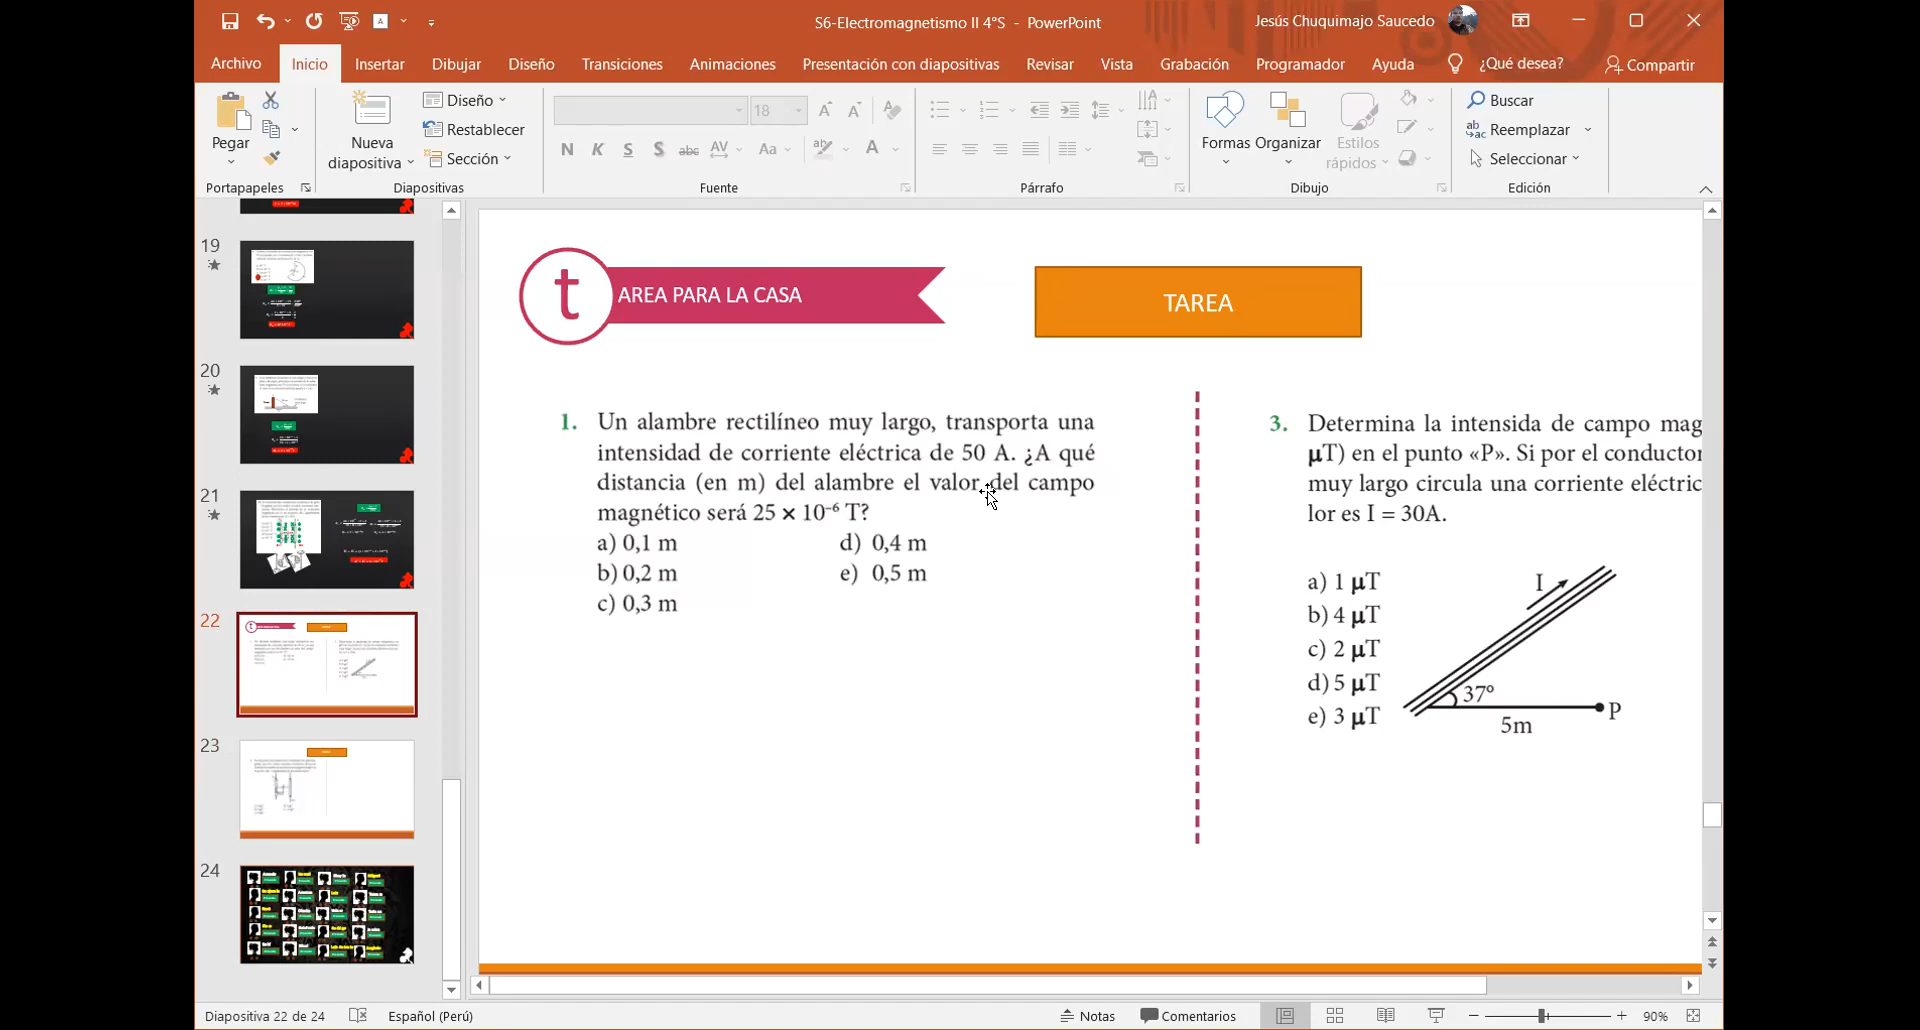 S6-Electromagnetismo II 4°S - PowerPoint
Jesús Chuquimajo Saucedo
Archivo Inicio Insertar Dibujar Diseño Transiciones Animaciones Presentación con diapositivas Revisar Vista Grabación Programador Ayuda ¿Qué desea? Compartir
Pegar
Portapapeles
Nueva
diapositiva
Diseño
Restablecer
Sección
Diapositivas
18
N K S S abc AV Aa
Fuente
Párrafo
Formas Organizar Estilos
rápidos
Dibujo
Buscar
Reemplazar
Seleccionar
Edición
19
20
21
22
23
24
t AREA PARA LA CASA
TAREA
1. Un alambre rectilíneo muy largo, transporta una
intensidad de corriente eléctrica de 50 A. ¿A qué
distancia (en m) del alambre el valor del campo
magnético será 25 × 10⁻⁶ T?
a) 0,1 m d) 0,4 m
b) 0,2 m e) 0,5 m
c) 0,3 m
3. Determina la intensida de campo mag
μT) en el punto «P». Si por el conductor
muy largo circula una corriente eléctric
lor es I = 30A.
a) 1 μT
b) 4 μT
c) 2 μT
d) 5 μT
e) 3 μT
I
37°
P
5m
Diapositiva 22 de 24 Español (Perú) Notas Comentarios 90%